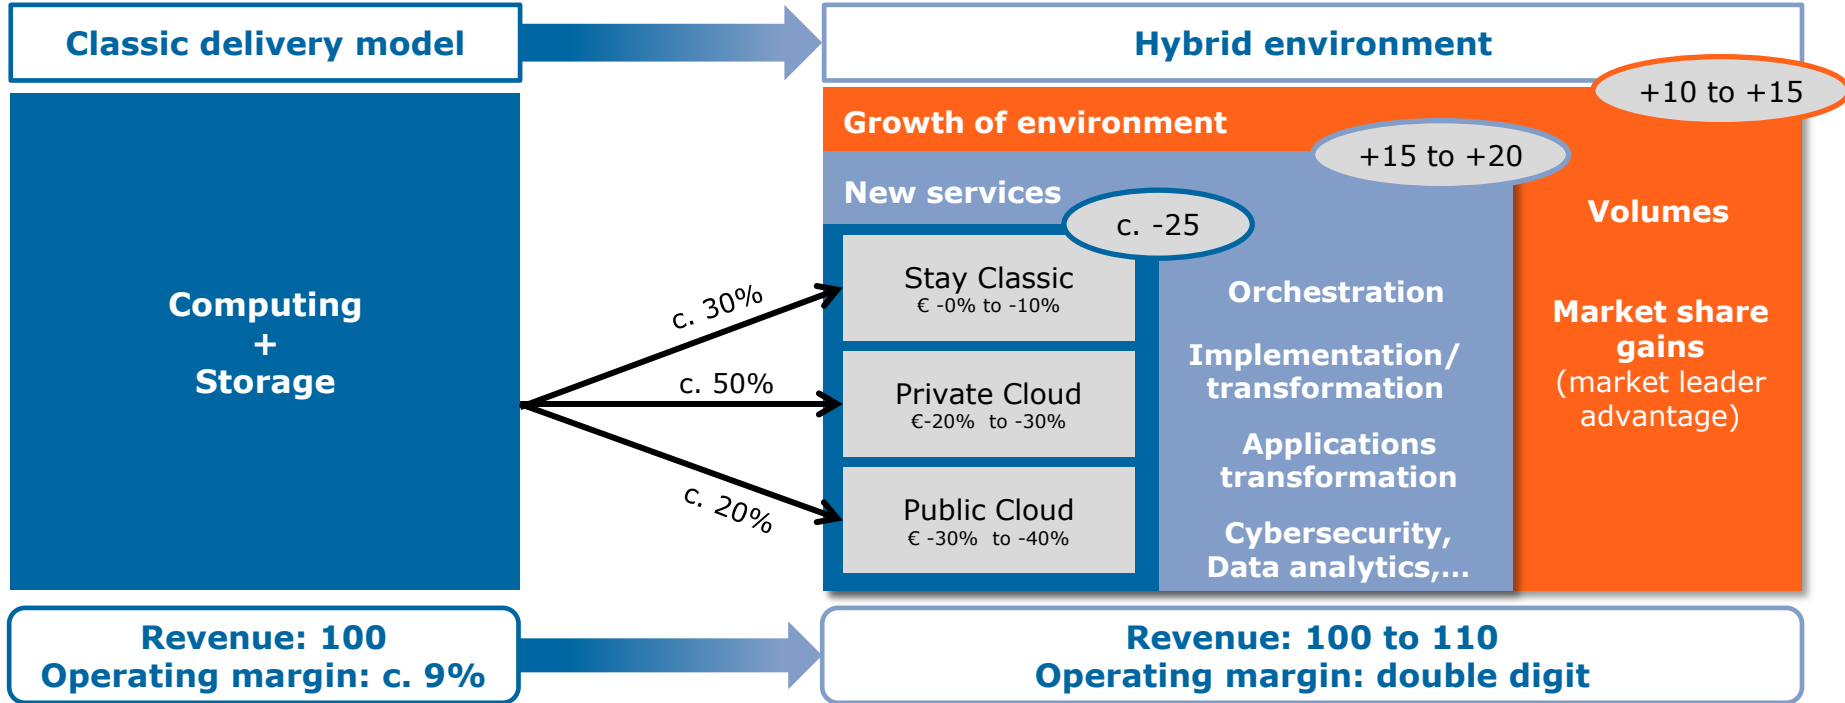 Classic delivery model
Hybrid environment
+10 to +15
Growth of environment
+15 to +20
New services
c. -25
Volumes
Computing
+
Storage
c. 30%
c. 50%
c. 20%
Stay Classic
€ -0% to -10%
Private Cloud
€-20%  to -30%
Public Cloud
€ -30%  to -40%
Orchestration
Implementation/
transformation
Applications
transformation
Cybersecurity,
Data analytics,...
Market share
gains
(market leader
advantage)
Revenue: 100
Operating margin: c. 9%
Revenue: 100 to 110
Operating margin: double digit